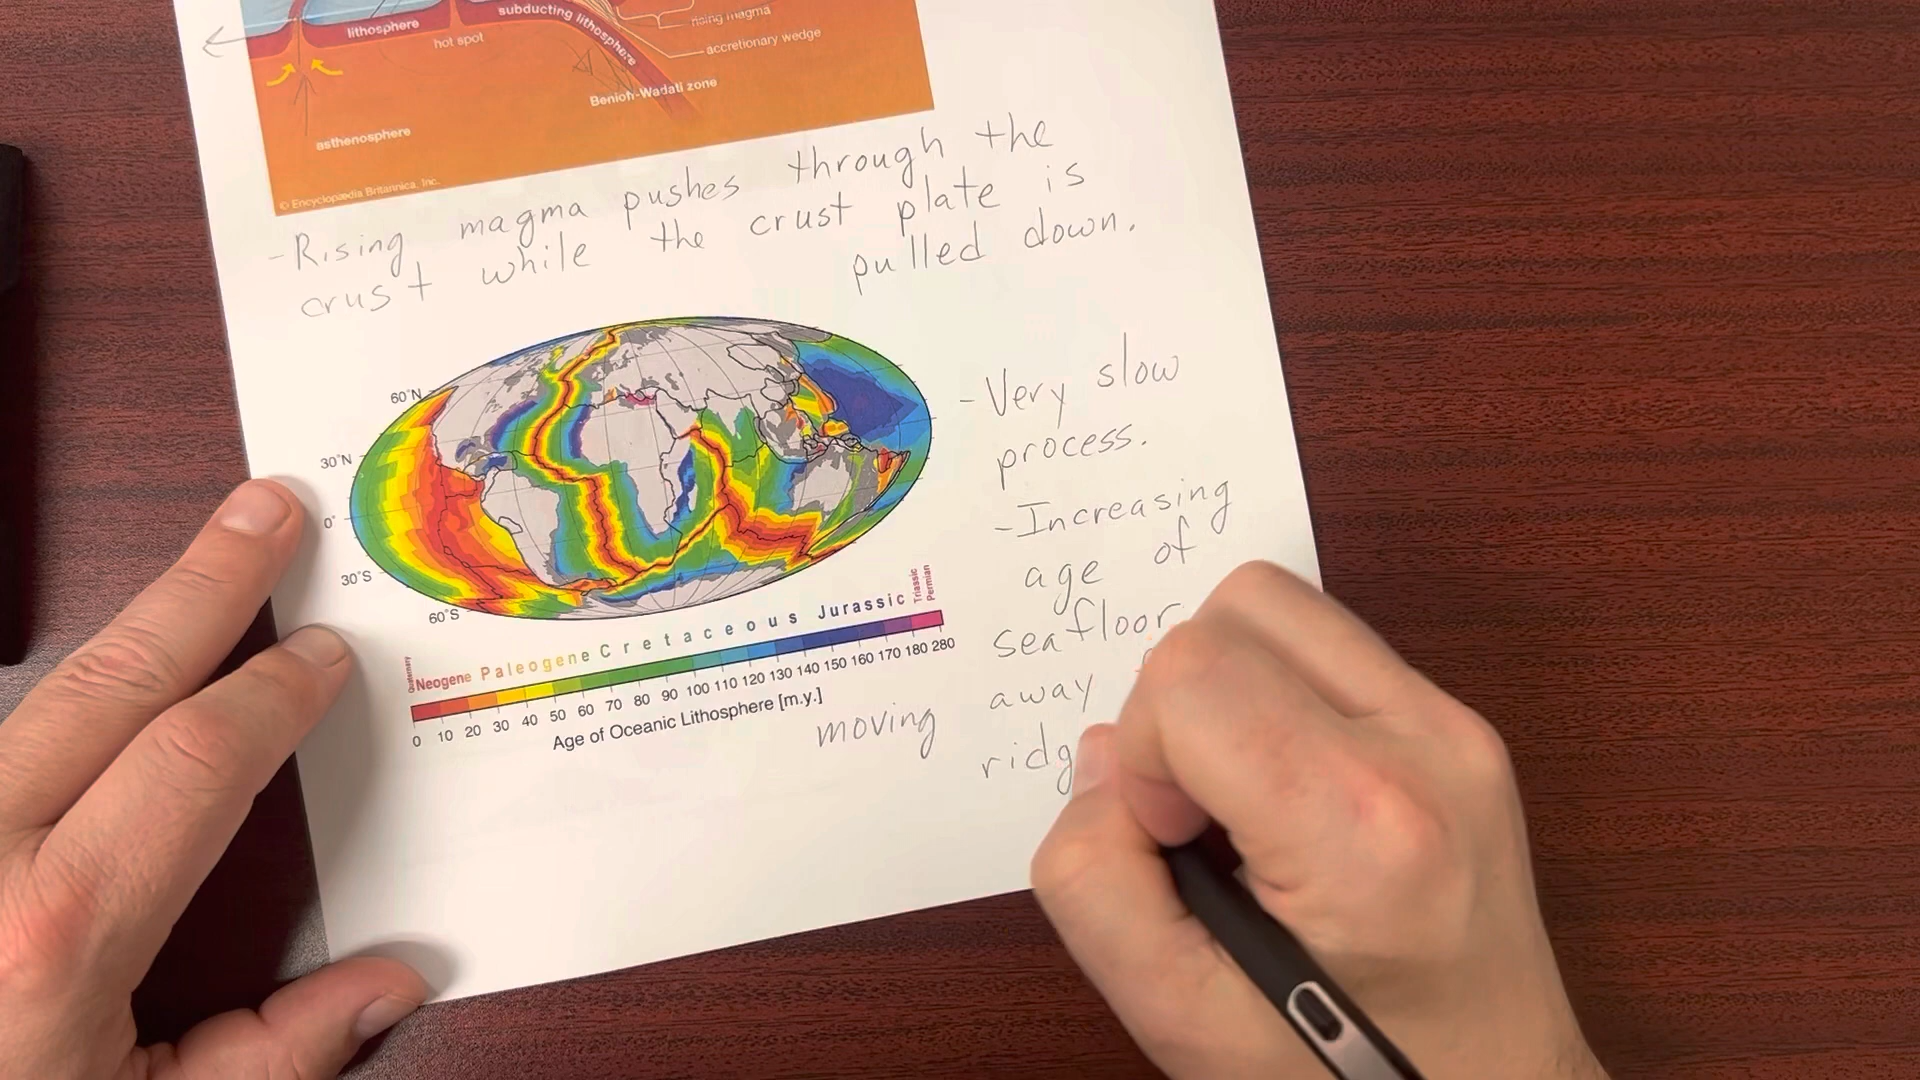 lithosphere
hot spot
subducting lithosphere
rising magma
accretionary wedge
Benioff-Wadati zone
asthenosphere
© Encyclopædia Britannica, Inc.
- Rising magma pushes through the
crust while the crust plate is
pulled down.
60°N
30°N
0°
30°S
60°S
- Very slow
process.
- Increasing
age of
seafloor
moving away
ridg
Quaternary Neogene Paleogene Cretaceous Jurassic Triassic Permian
0 10 20 30 40 50 60 70 80 90 100 110 120 130 140 150 160 170 180 280
Age of Oceanic Lithosphere [m.y.]